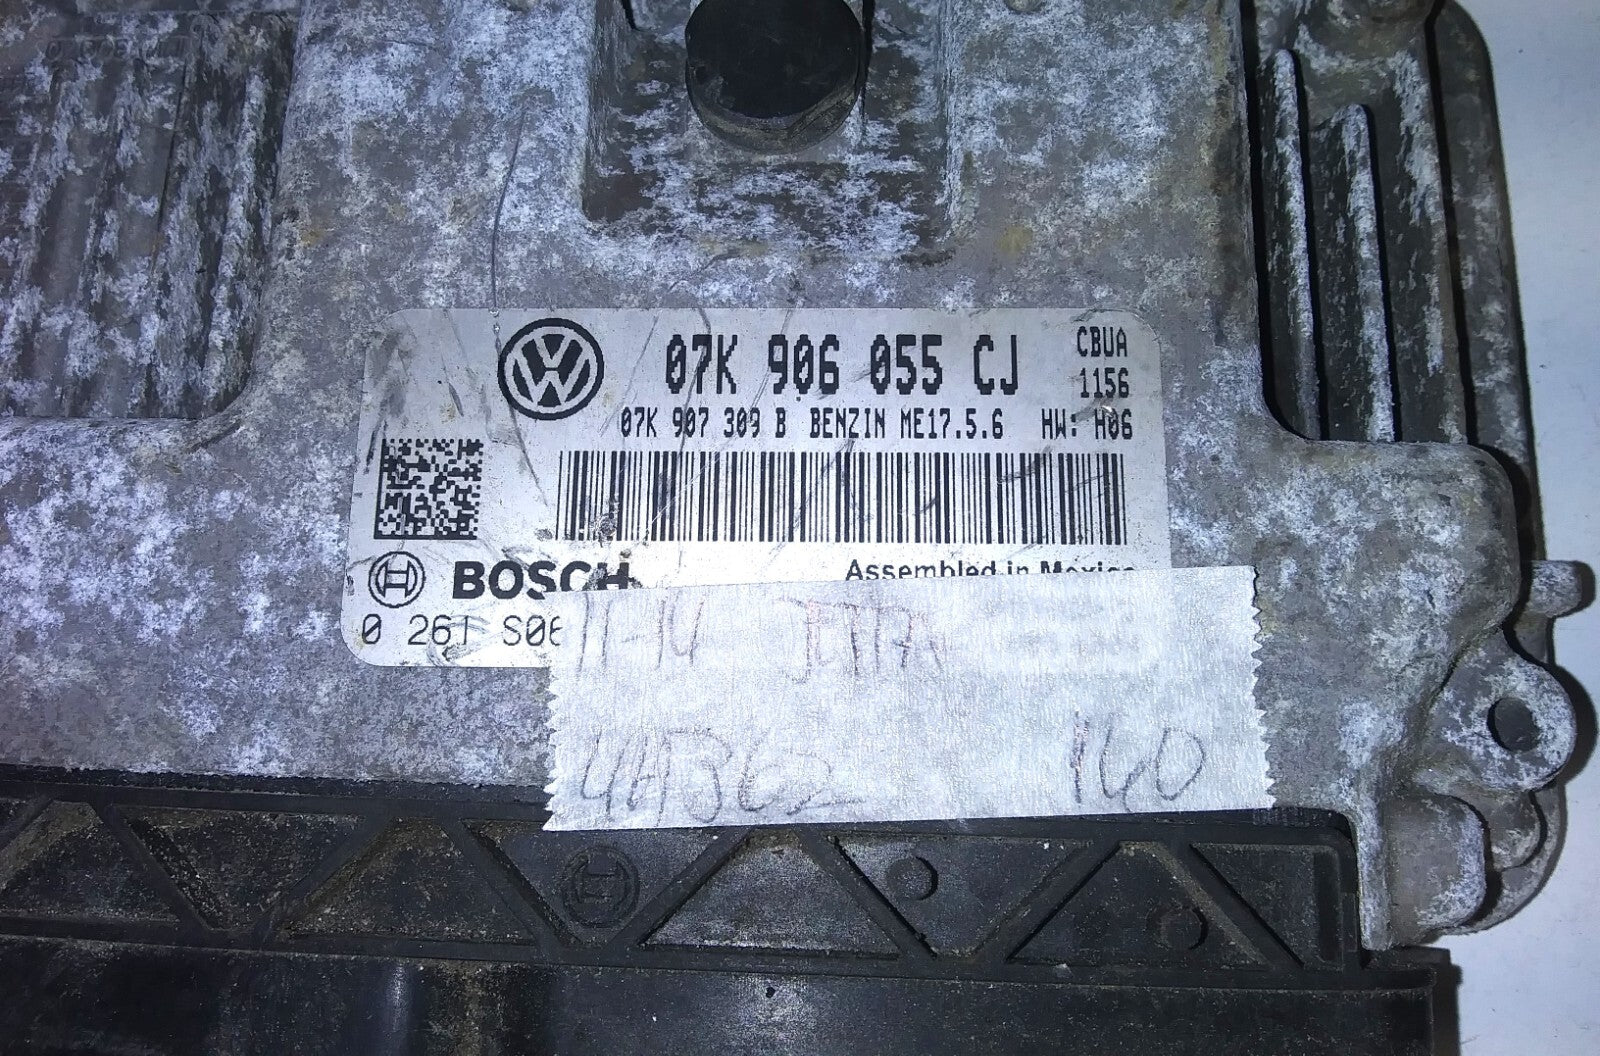 07K 906 055 CJ
CBUA
1156
07K 907 309 B BENZIN ME17.5.6 HW: H06
BOSCH
Assembled in Mexico
0 261 S06
11-14 JETTA
160